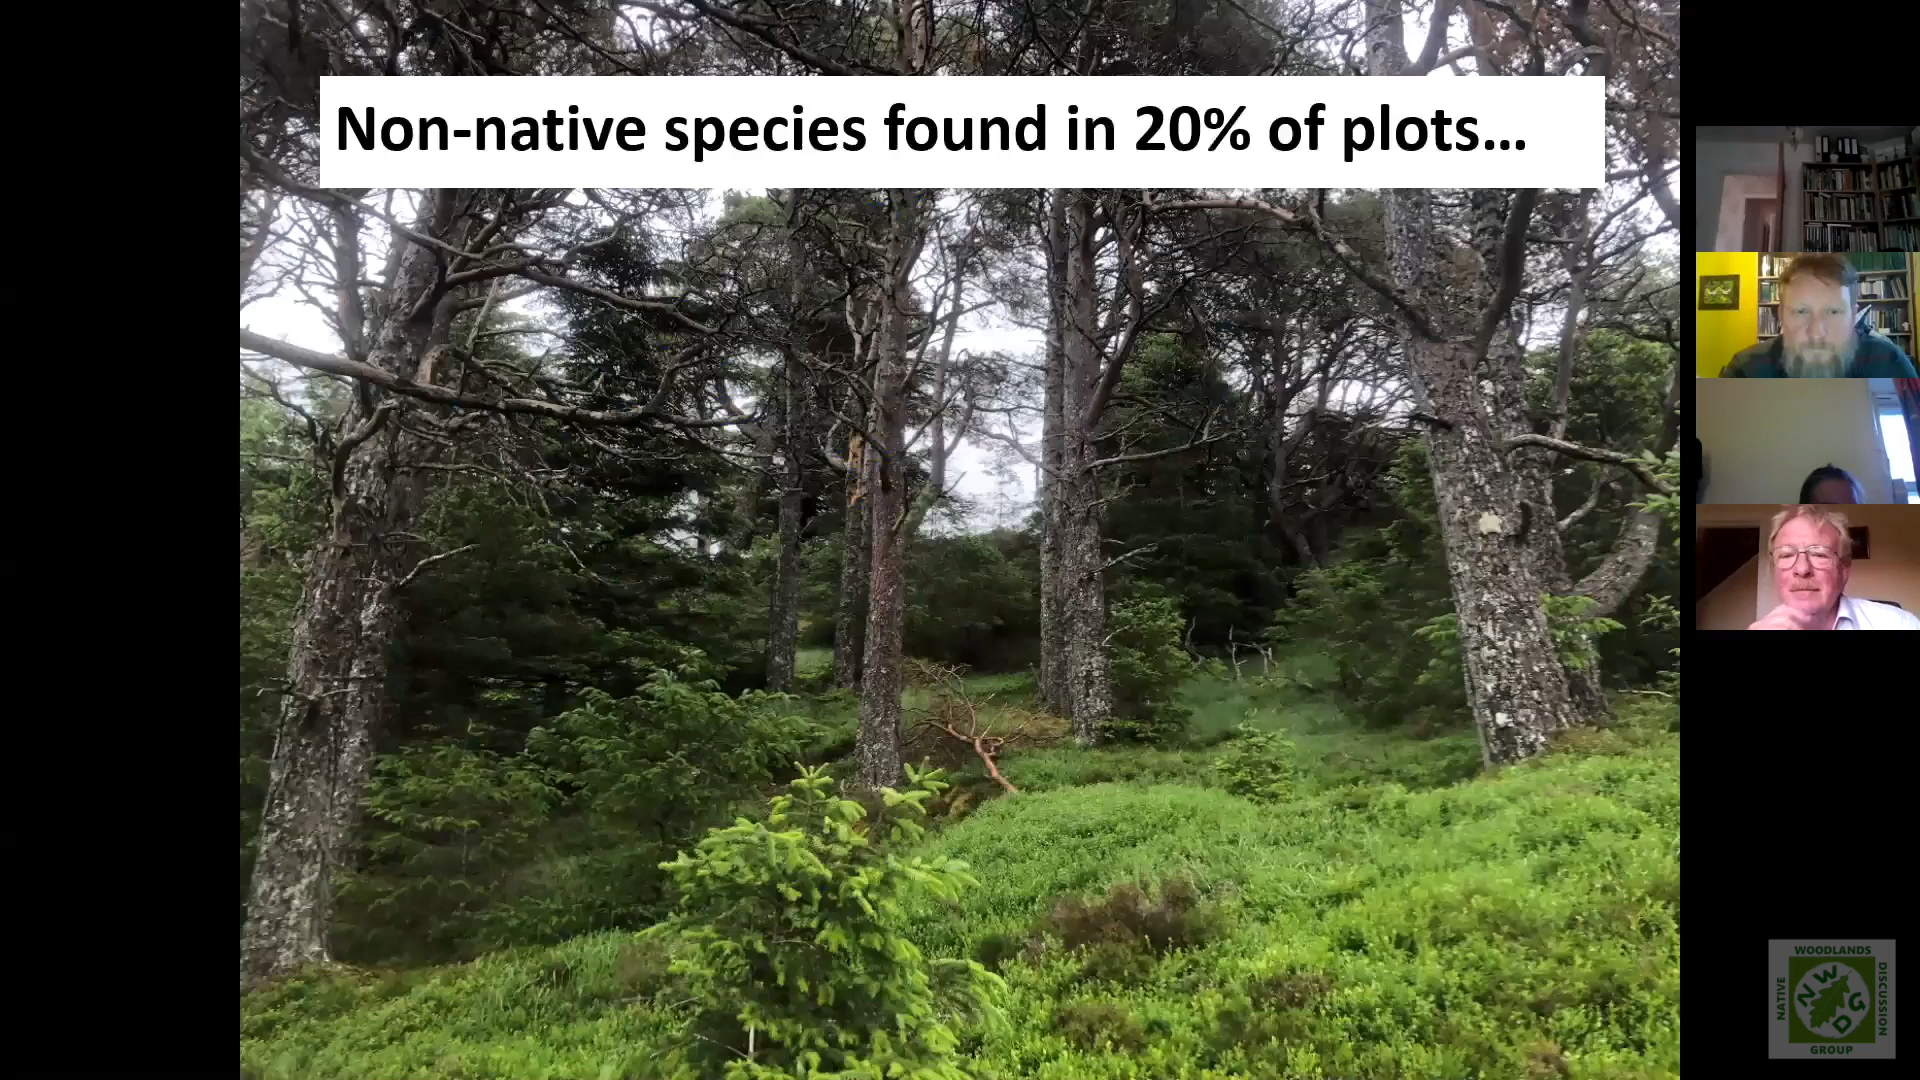 Non-native species found in 20% of plots...
WOODLANDS
NATIVE
DISCUSSION
NWDG
GROUP